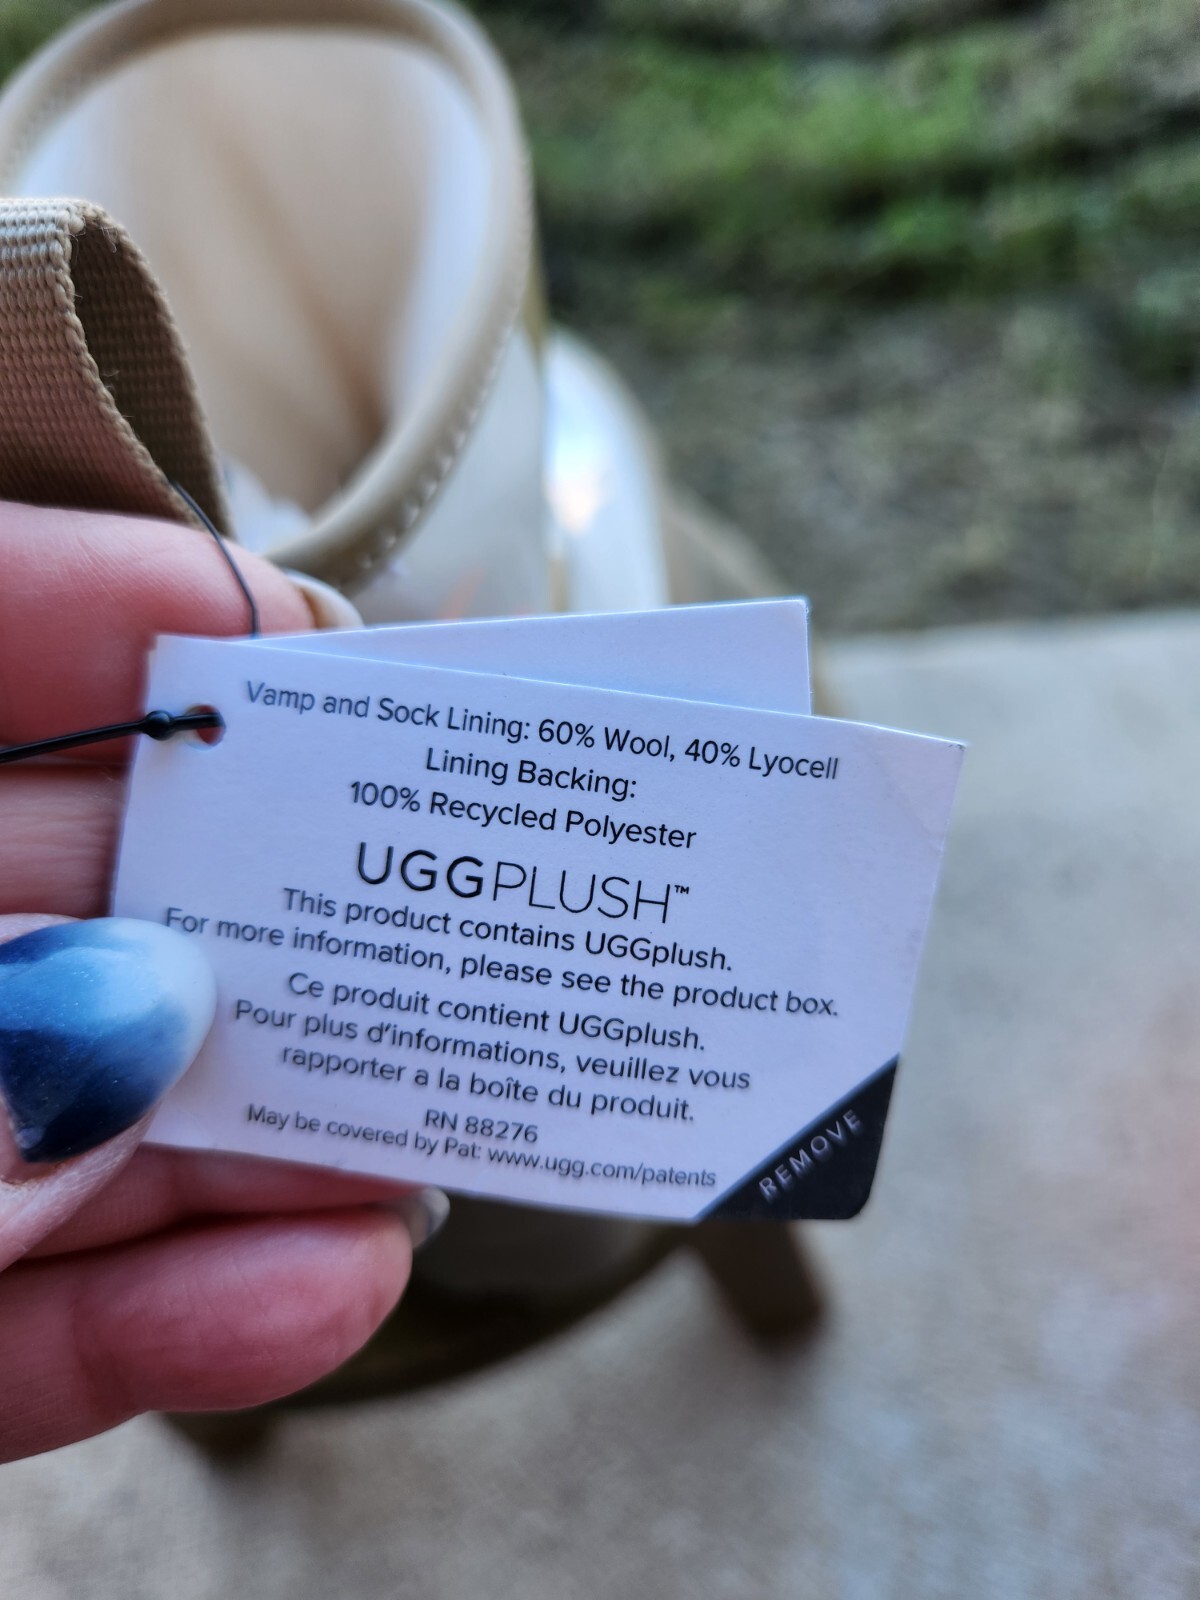 Vamp and Sock Lining: 60% Wool, 40% Lyocell
Lining Backing:
100% Recycled Polyester
UGGPLUSH™
This product contains UGGplush.
For more information, please see the product box.
Ce produit contient UGGplush.
Pour plus d'informations, veuillez vous
rapporter a la boîte du produit.
RN 88276
May be covered by Pat: www.ugg.com/patents
REMOVE